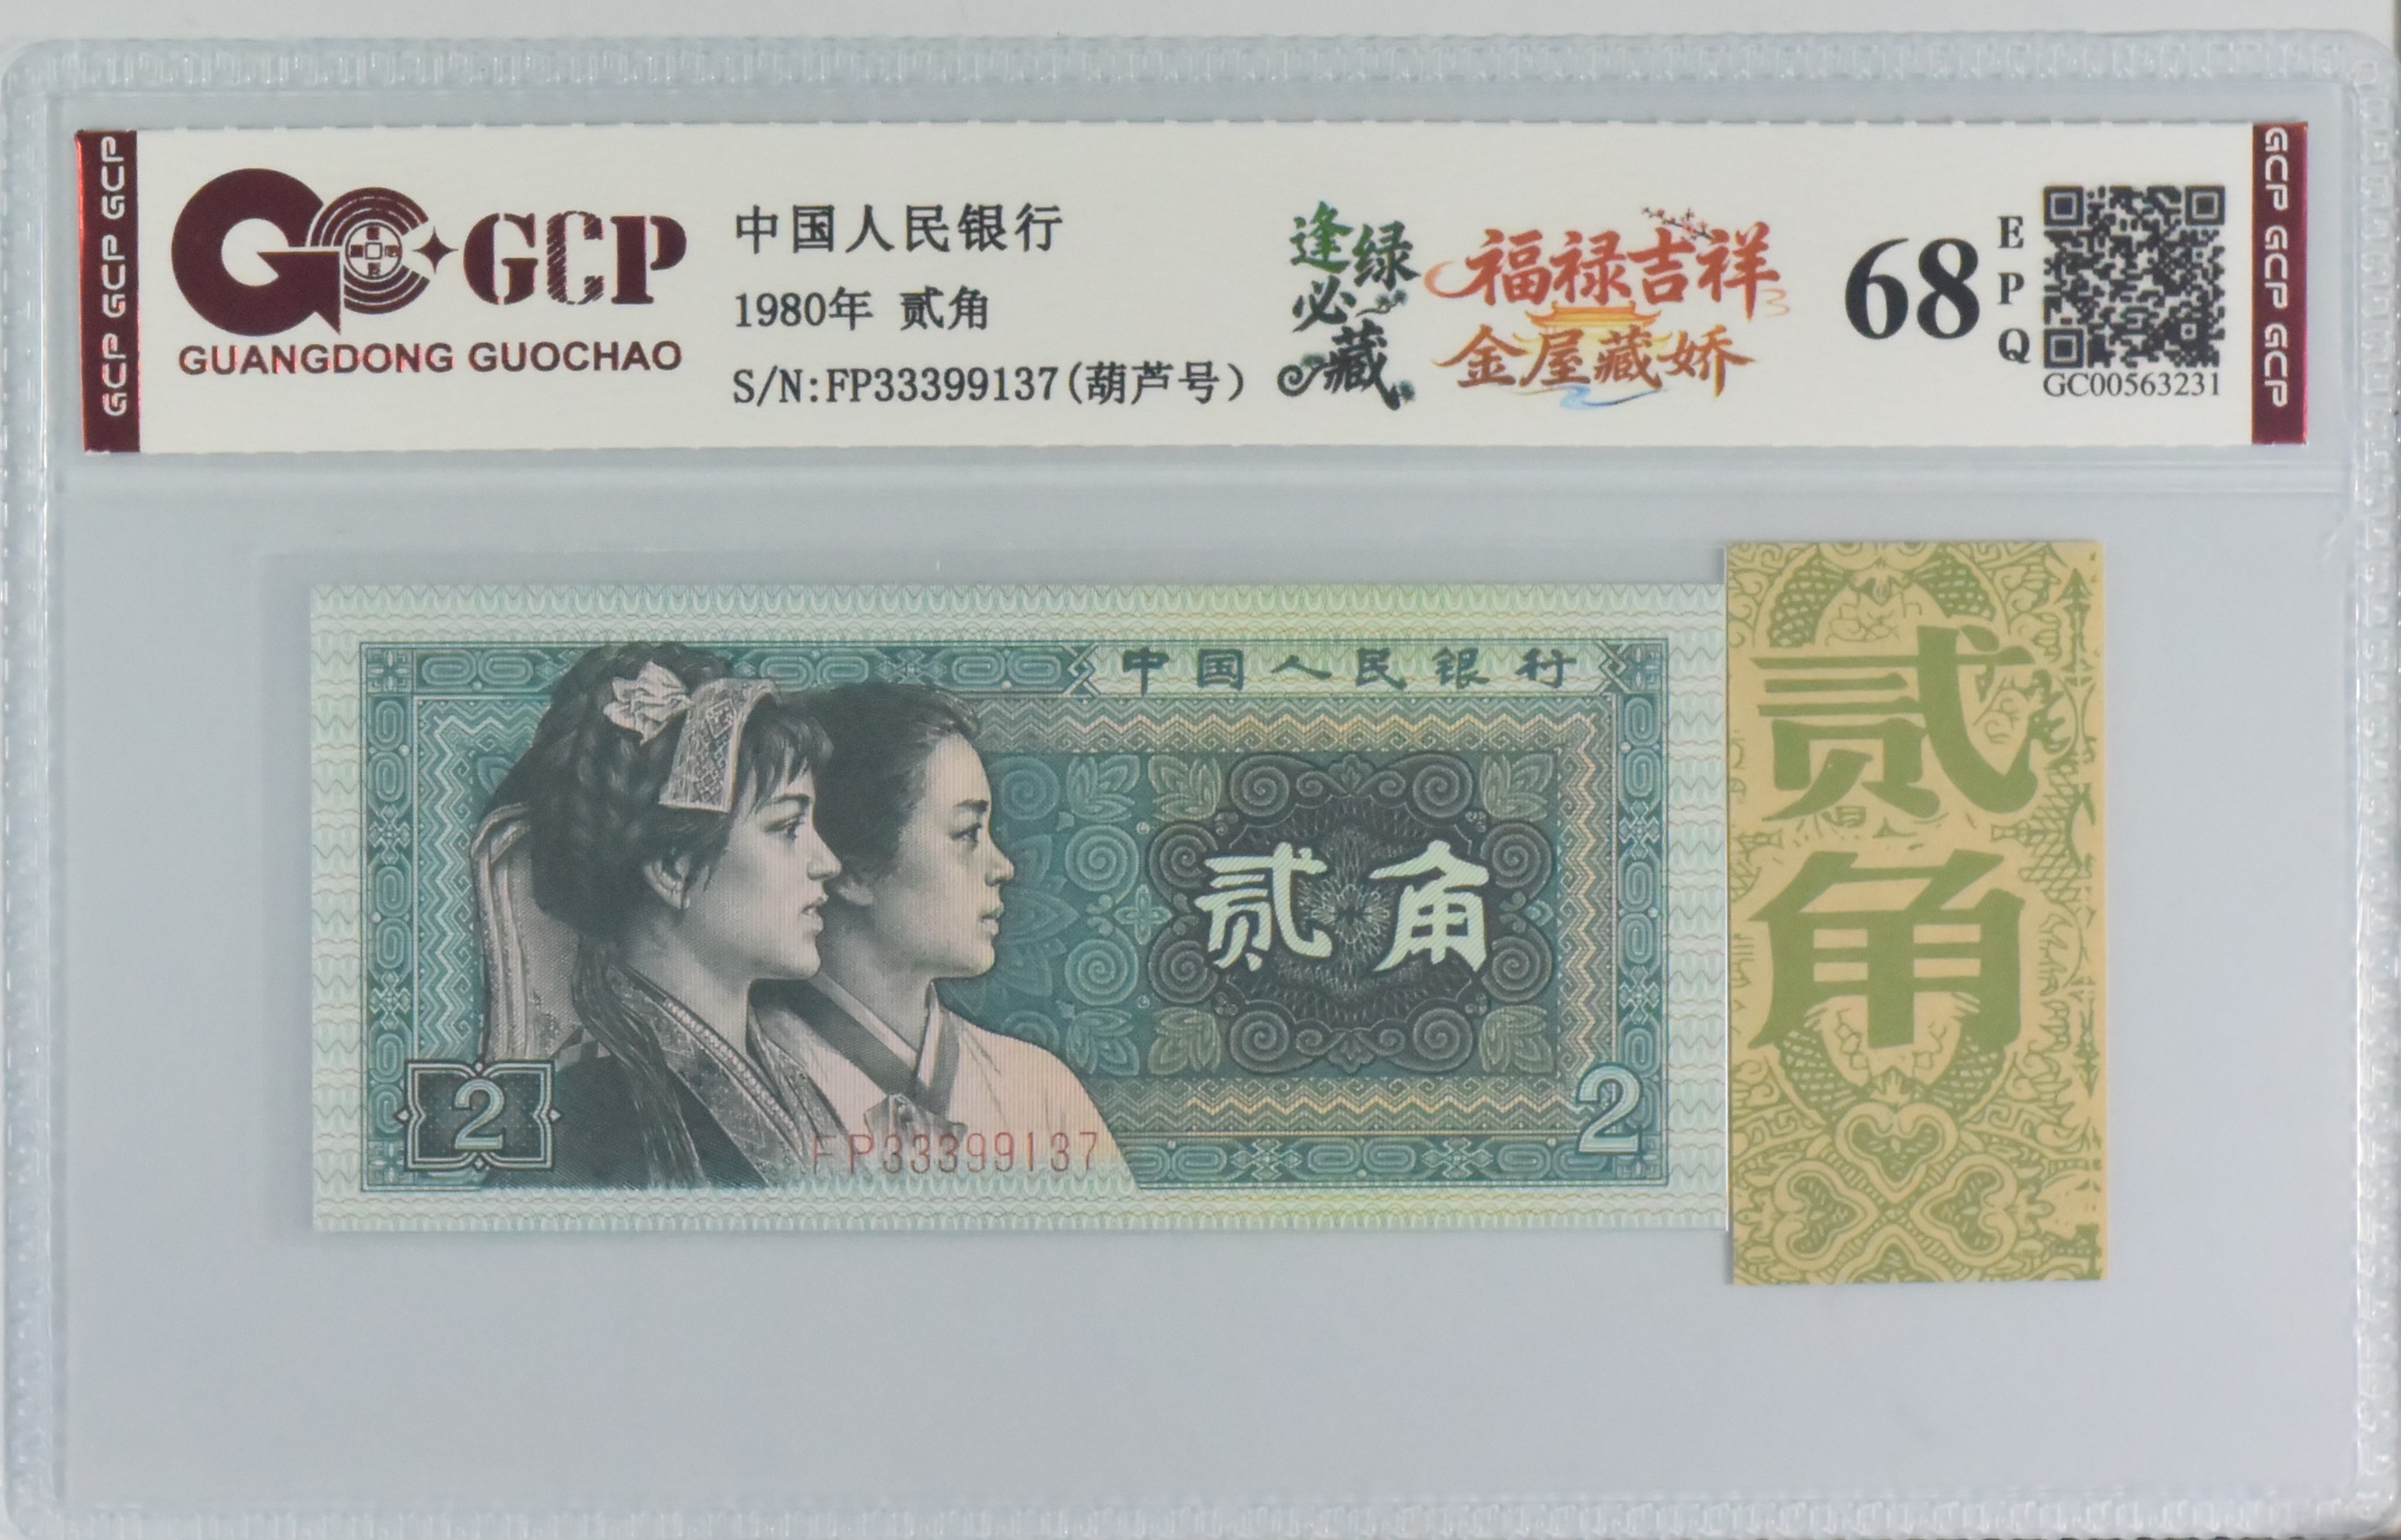 GCP GCP GCP
GCP
GUANGDONG GUOCHAO
中国人民银行
1980年 贰角
S/N:FP33399137(葫芦号)
逢绿必藏
福禄吉祥
金屋藏娇
68
EPQ
GC00563231
GCP GCP GCP
中国人民银行
贰角
2
2
FP33399137
贰角